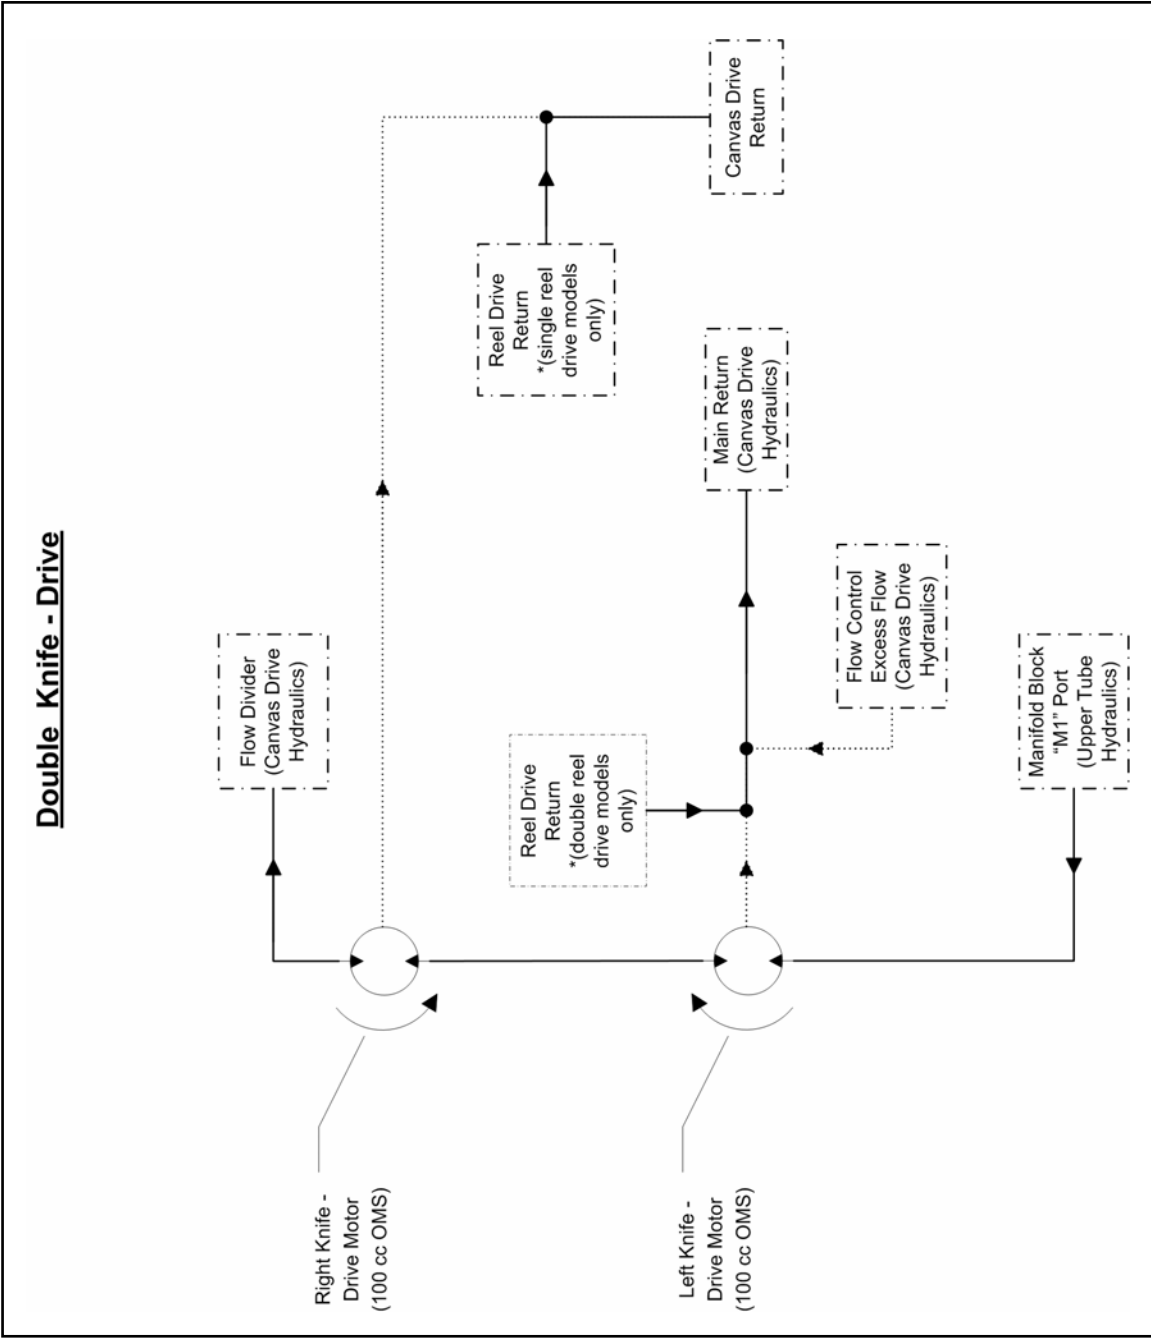 Double Knife - Drive
Flow Divider
(Canvas Drive
Hydraulics)
Right Knife -
Drive Motor
(100 cc OMS)
Reel Drive
Return
*(single reel
drive models
only)
Reel Drive
Return
*(double reel
drive models
only)
Left Knife -
Drive Motor
(100 cc OMS)
Main Return
(Canvas Drive
Hydraulics)
Canvas Drive
Return
Flow Control
Excess Flow
(Canvas Drive
Hydraulics)
Manifold Block
“M1” Port
(Upper Tube
Hydraulics)